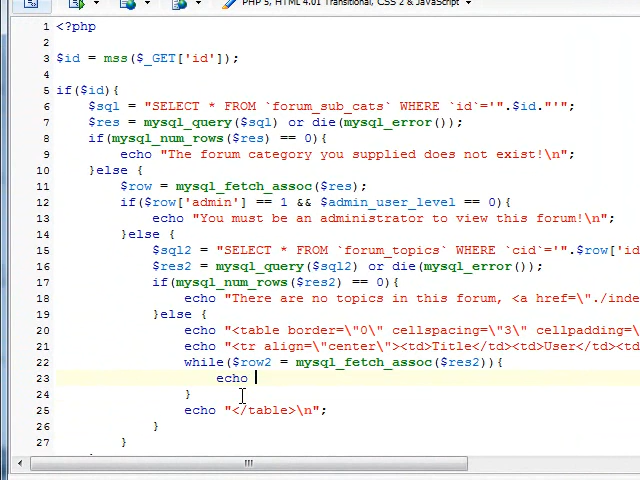 PHP 5, HTML 4.01 Transitional, CSS 2 & JavaScript
1 <?php
2
3 $id = mss($_GET['id']);
4
5 if($id){
6 $sql = "SELECT * FROM `forum_sub_cats` WHERE `id`='".$id."'";
7 $res = mysql_query($sql) or die(mysql_error());
8 if(mysql_num_rows($res) == 0){
9 echo "The forum category you supplied does not exist!\n";
10 }else {
11 $row = mysql_fetch_assoc($res);
12 if($row['admin'] == 1 && $admin_user_level == 0){
13 echo "You must be an administrator to view this forum!\n";
14 }else {
15 $sql2 = "SELECT * FROM `forum_topics` WHERE `cid`='".$row['id
16 $res2 = mysql_query($sql2) or die(mysql_error());
17 if(mysql_num_rows($res2) == 0){
18 echo "There are no topics in this forum, <a href=\"./inde
19 }else {
20 echo "<table border=\"0\" cellspacing=\"3\" cellpadding=\
21 echo "<tr align=\"center\"><td>Title</td><td>User</td><td
22 while($row2 = mysql_fetch_assoc($res2)){
23 echo
24 }
25 echo "</table>\n";
26 }
27 }